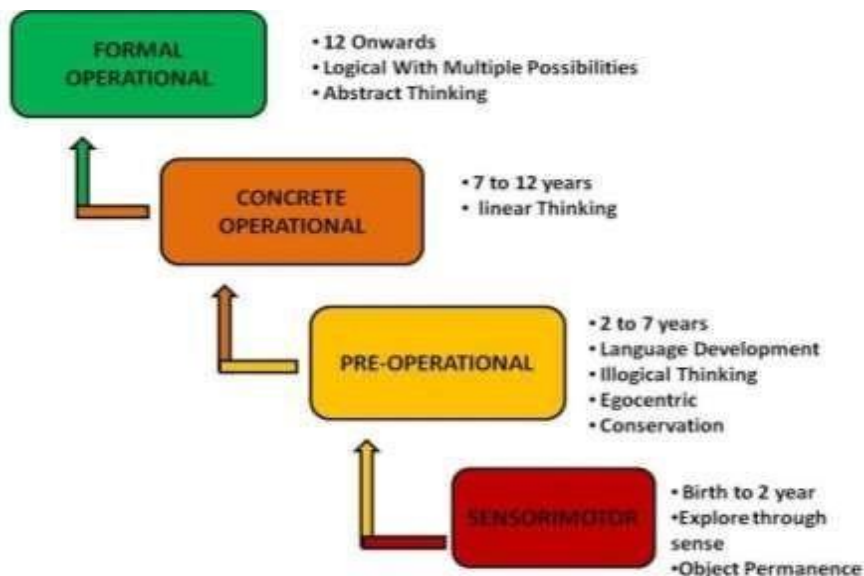 FORMAL
OPERATIONAL
• 12 Onwards
• Logical With Multiple Possibilities
• Abstract Thinking
CONCRETE
OPERATIONAL
• 7 to 12 years
• linear Thinking
PRE-OPERATIONAL
• 2 to 7 years
• Language Development
• Illogical Thinking
• Egocentric
• Conservation
SENSORIMOTOR
• Birth to 2 year
•Explore through
sense
•Object Permanence